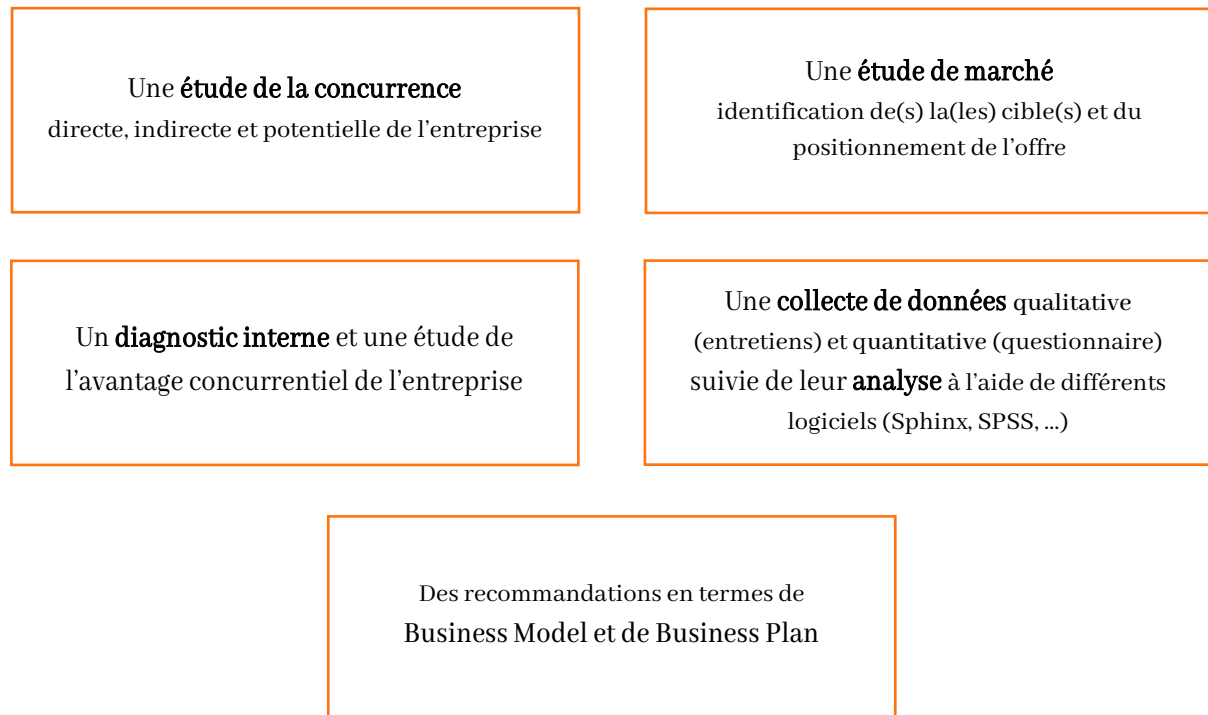 Une étude de la concurrence
directe, indirecte et potentielle de l'entreprise
Une étude de marché
identification de(s) la(les) cible(s) et du
positionnement de l'offre
Un diagnostic interne et une étude de
l'avantage concurrentiel de l'entreprise
Une collecte de données qualitative
(entretiens) et quantitative (questionnaire)
suivie de leur analyse à l'aide de différents
logiciels (Sphinx, SPSS, ...)
Des recommandations en termes de
Business Model et de Business Plan